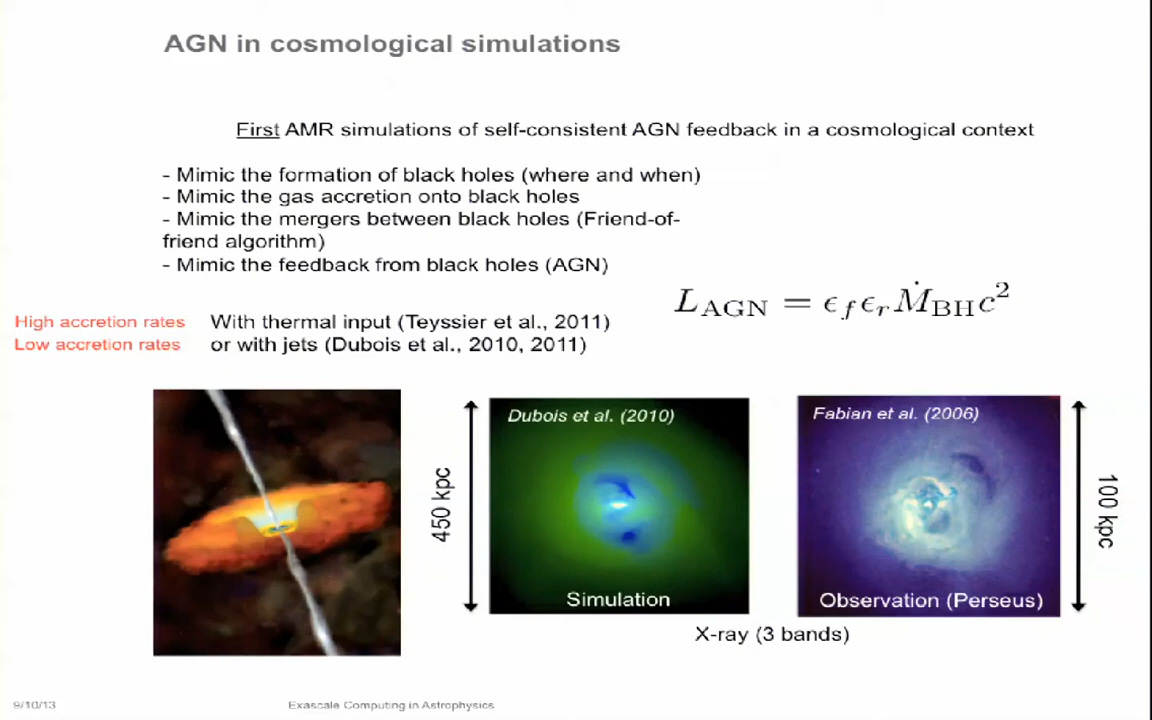 AGN in cosmological simulations
First AMR simulations of self-consistent AGN feedback in a cosmological context
- Mimic the formation of black holes (where and when)
- Mimic the gas accretion onto black holes
- Mimic the mergers between black holes (Friend-of-
friend algorithm)
- Mimic the feedback from black holes (AGN)
L_AGN = ϵ_f ϵ_r Ṁ_BH c²
High accretion rates With thermal input (Teyssier et al., 2011)
Low accretion rates or with jets (Dubois et al., 2010, 2011)
450 kpc
Dubois et al. (2010)
Simulation
Fabian et al. (2006)
Observation (Perseus)
100 kpc
X-ray (3 bands)
9/10/13
Exascale Computing in Astrophysics